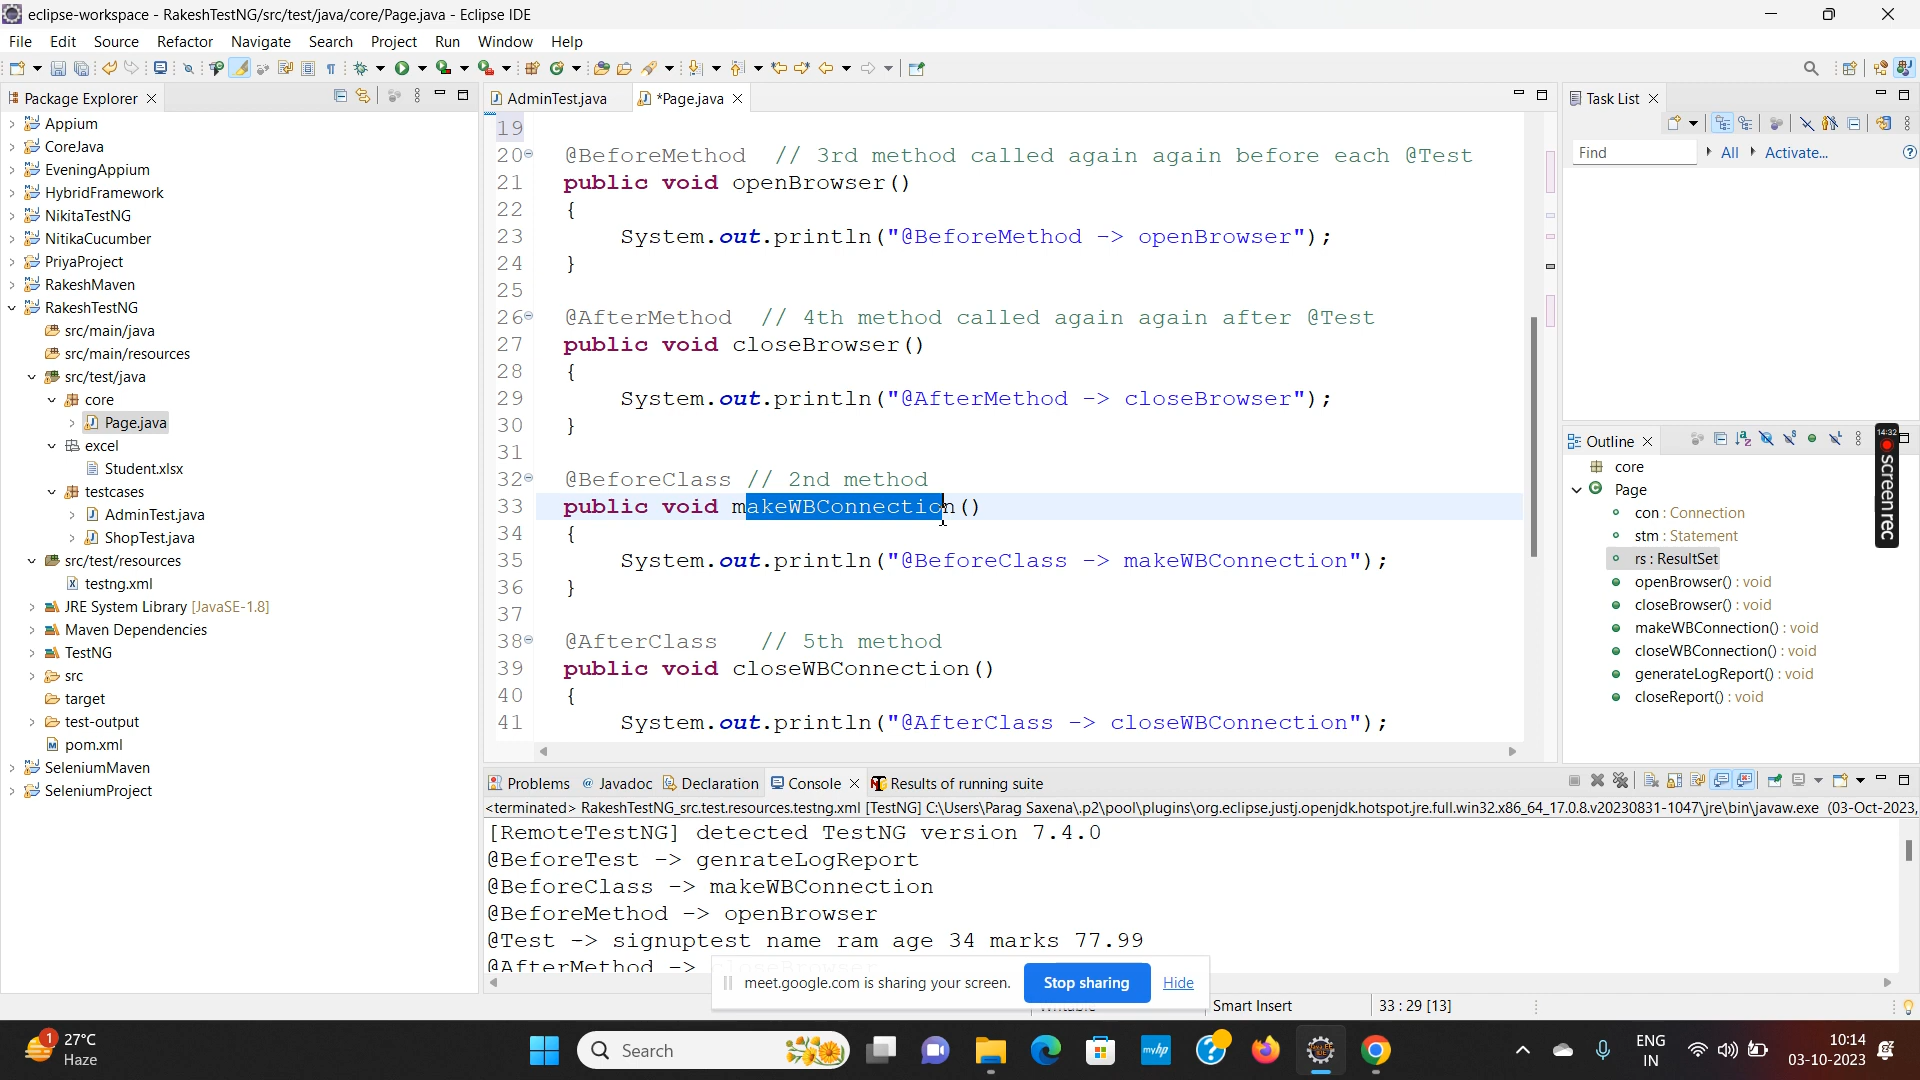 eclipse-workspace - RakeshTestNG/src/test/java/core/Page.java - Eclipse IDE
File Edit Source Refactor Navigate Search Project Run Window Help
Package Explorer
Appium
CoreJava
EveningAppium
HybridFramework
NikitaTestNG
NitikaCucumber
PriyaProject
RakeshMaven
RakeshTestNG
src/main/java
src/main/resources
src/test/java
core
Page.java
excel
Student.xlsx
testcases
AdminTest.java
ShopTest.java
src/test/resources
testng.xml
JRE System Library [JavaSE-1.8]
Maven Dependencies
TestNG
src
target
test-output
pom.xml
SeleniumMaven
SeleniumProject
AdminTest.java *Page.java
19
20 @BeforeMethod // 3rd method called again again before each @Test
21 public void openBrowser()
22 {
23 System.out.println("@BeforeMethod -> openBrowser");
24 }
25
26 @AfterMethod // 4th method called again again after @Test
27 public void closeBrowser()
28 {
29 System.out.println("@AfterMethod -> closeBrowser");
30 }
31
32 @BeforeClass // 2nd method
33 public void makeWBConnection()
34 {
35 System.out.println("@BeforeClass -> makeWBConnection");
36 }
37
38 @AfterClass // 5th method
39 public void closeWBConnection()
40 {
41 System.out.println("@AfterClass -> closeWBConnection");
Task List
Find All Activate...
Outline
core
Page
con : Connection
stm : Statement
rs : ResultSet
openBrowser() : void
closeBrowser() : void
makeWBConnection() : void
closeWBConnection() : void
generateLogReport() : void
closeReport() : void
14:32
screenrec
Problems Javadoc Declaration Console Results of running suite
<terminated> RakeshTestNG_src.test.resources.testng.xml [TestNG] C:\Users\Parag Saxena\.p2\pool\plugins\org.eclipse.justj.openjdk.hotspot.jre.full.win32.x86_64_17.0.8.v20230831-1047\jre\bin\javaw.exe (03-Oct-2023,
[RemoteTestNG] detected TestNG version 7.4.0
@BeforeTest -> genrateLogReport
@BeforeClass -> makeWBConnection
@BeforeMethod -> openBrowser
@Test -> signuptest name ram age 34 marks 77.99
@AfterMethod -> closeBrowser
meet.google.com is sharing your screen. Stop sharing Hide
Writable Smart Insert 33 : 29 [13]
1
27°C
Haze
Search
myhp
ENG
IN
10:14
03-10-2023